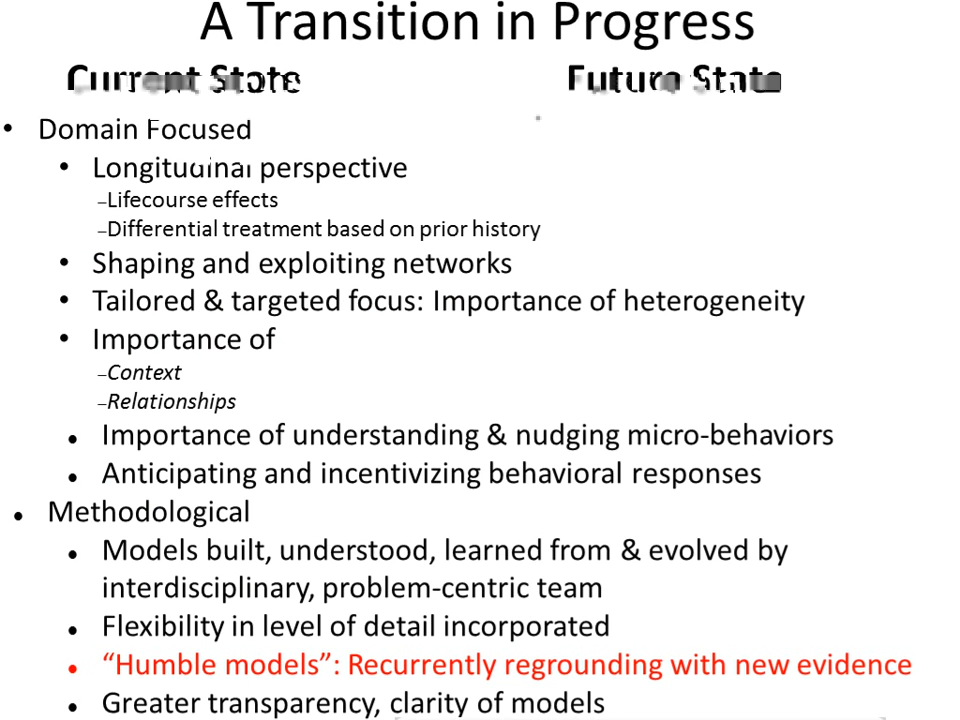 A Transition in Progress
Current State Future State
• Domain Focused
• Longitudinal perspective
–Lifecourse effects
–Differential treatment based on prior history
• Shaping and exploiting networks
• Tailored & targeted focus: Importance of heterogeneity
• Importance of
–Context
–Relationships
• Importance of understanding & nudging micro-behaviors
• Anticipating and incentivizing behavioral responses
• Methodological
• Models built, understood, learned from & evolved by
interdisciplinary, problem-centric team
• Flexibility in level of detail incorporated
• “Humble models”: Recurrently regrounding with new evidence
• Greater transparency, clarity of models